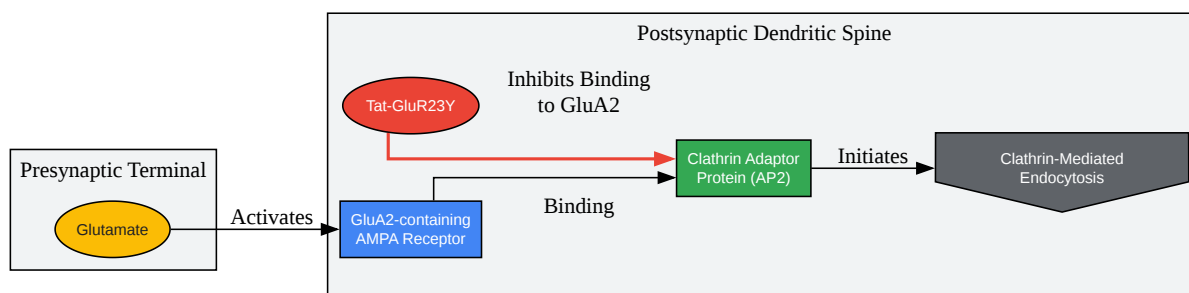 Postsynaptic Dendritic Spine
Inhibits Binding
to GluA2
Tat-GluR23Y
Presynaptic Terminal
Clathrin Adaptor
Protein (AP2)
Initiates
Clathrin-Mediated
Endocytosis
Glutamate
Activates
GluA2-containing
AMPA Receptor
Binding